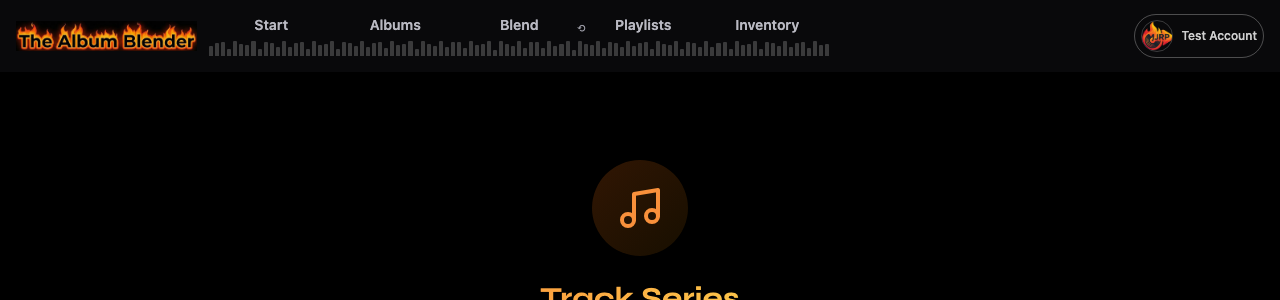 The Album Blender
Start
Albums
Blend
Playlists
Inventory
Test Account
Track Series